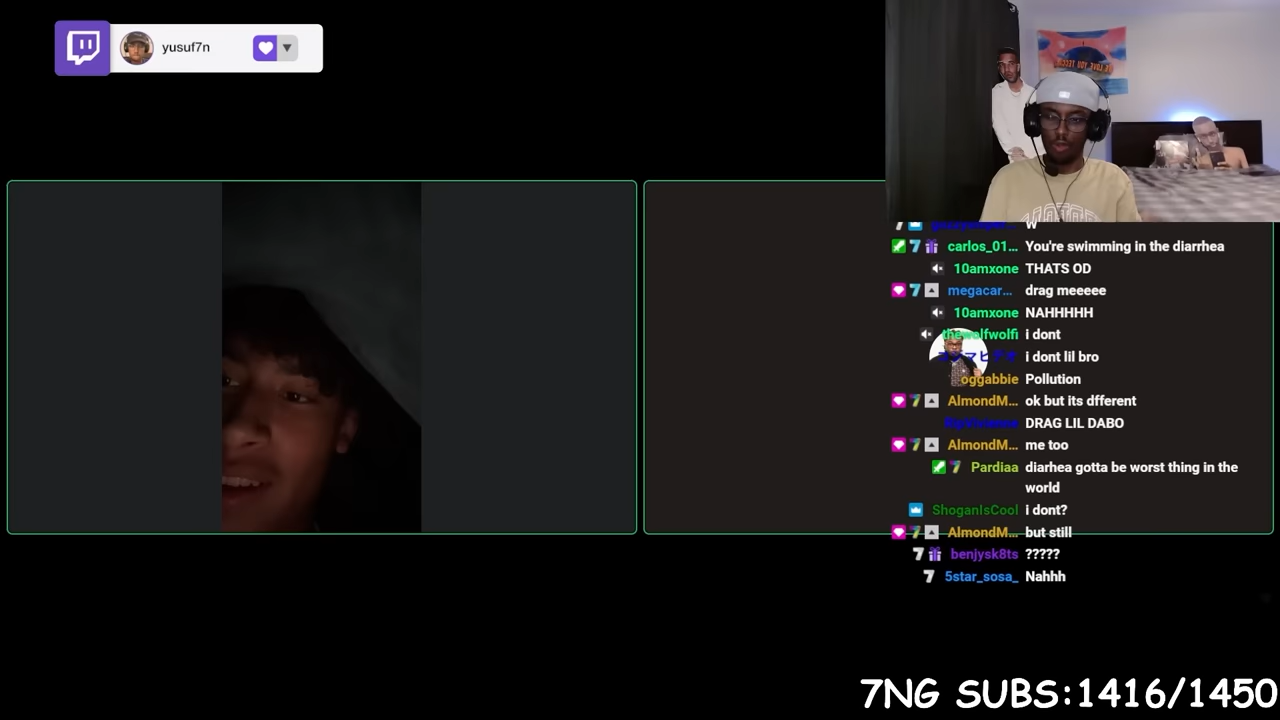 yusuf7n
W
carlos_01... You're swimming in the diarrhea
10amxone THATS OD
megacar... drag meeeee
10amxone NAHHHHH
thewolfwolfi i dont
i dont lil bro
oggabbie Pollution
AlmondM... ok but its dfferent
DRAG LIL DABO
AlmondM... me too
Pardiaa diarhea gotta be worst thing in the
world
ShoganIsCool i dont?
AlmondM... but still
benjysk8ts ?????
5star_sosa_ Nahhh
7NG SUBS:1416/1450